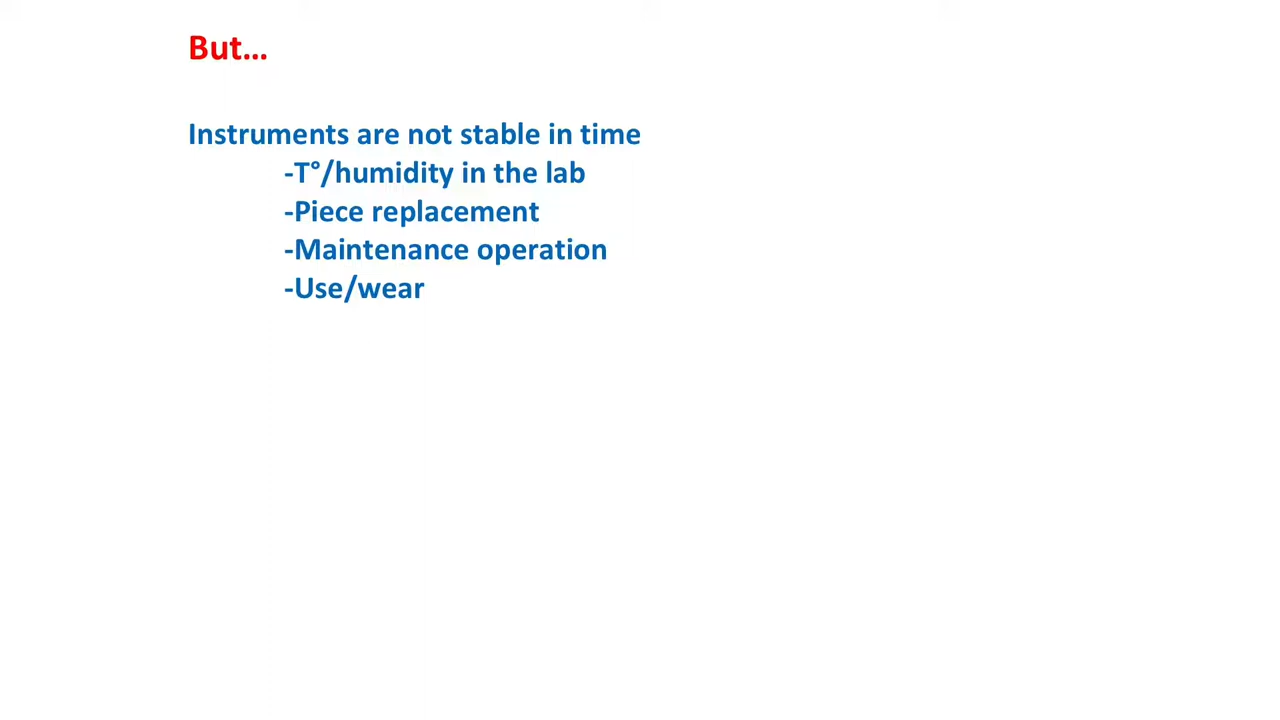 But…
Instruments are not stable in time
-T°/humidity in the lab
-Piece replacement
-Maintenance operation
-Use/wear